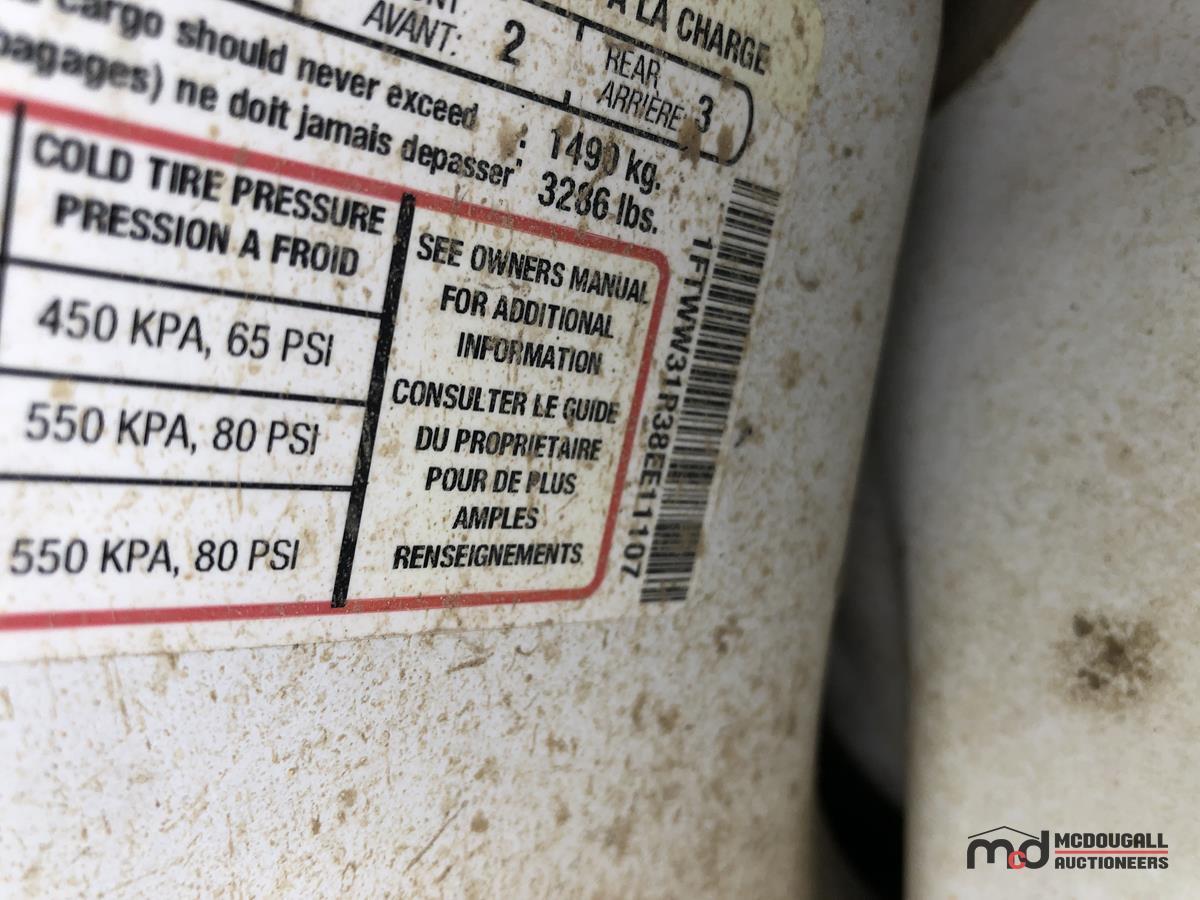 A LA CHARGE
AVANT: 2
REAR
ARRIÈRE 3
cargo should never exceed : 1490 kg.
bagages) ne doit jamais depasser 3286 lbs.
COLD TIRE PRESSURE
PRESSION A FROID
450 KPA, 65 PSI
550 KPA, 80 PSI
550 KPA, 80 PSI
SEE OWNERS MANUAL
FOR ADDITIONAL
INFORMATION
CONSULTER LE GUIDE
DU PROPRIETAIRE
POUR DE PLUS
AMPLES
RENSEIGNEMENTS
1FTWW31P38EE11107
mcd MCDOUGALL
AUCTIONEERS